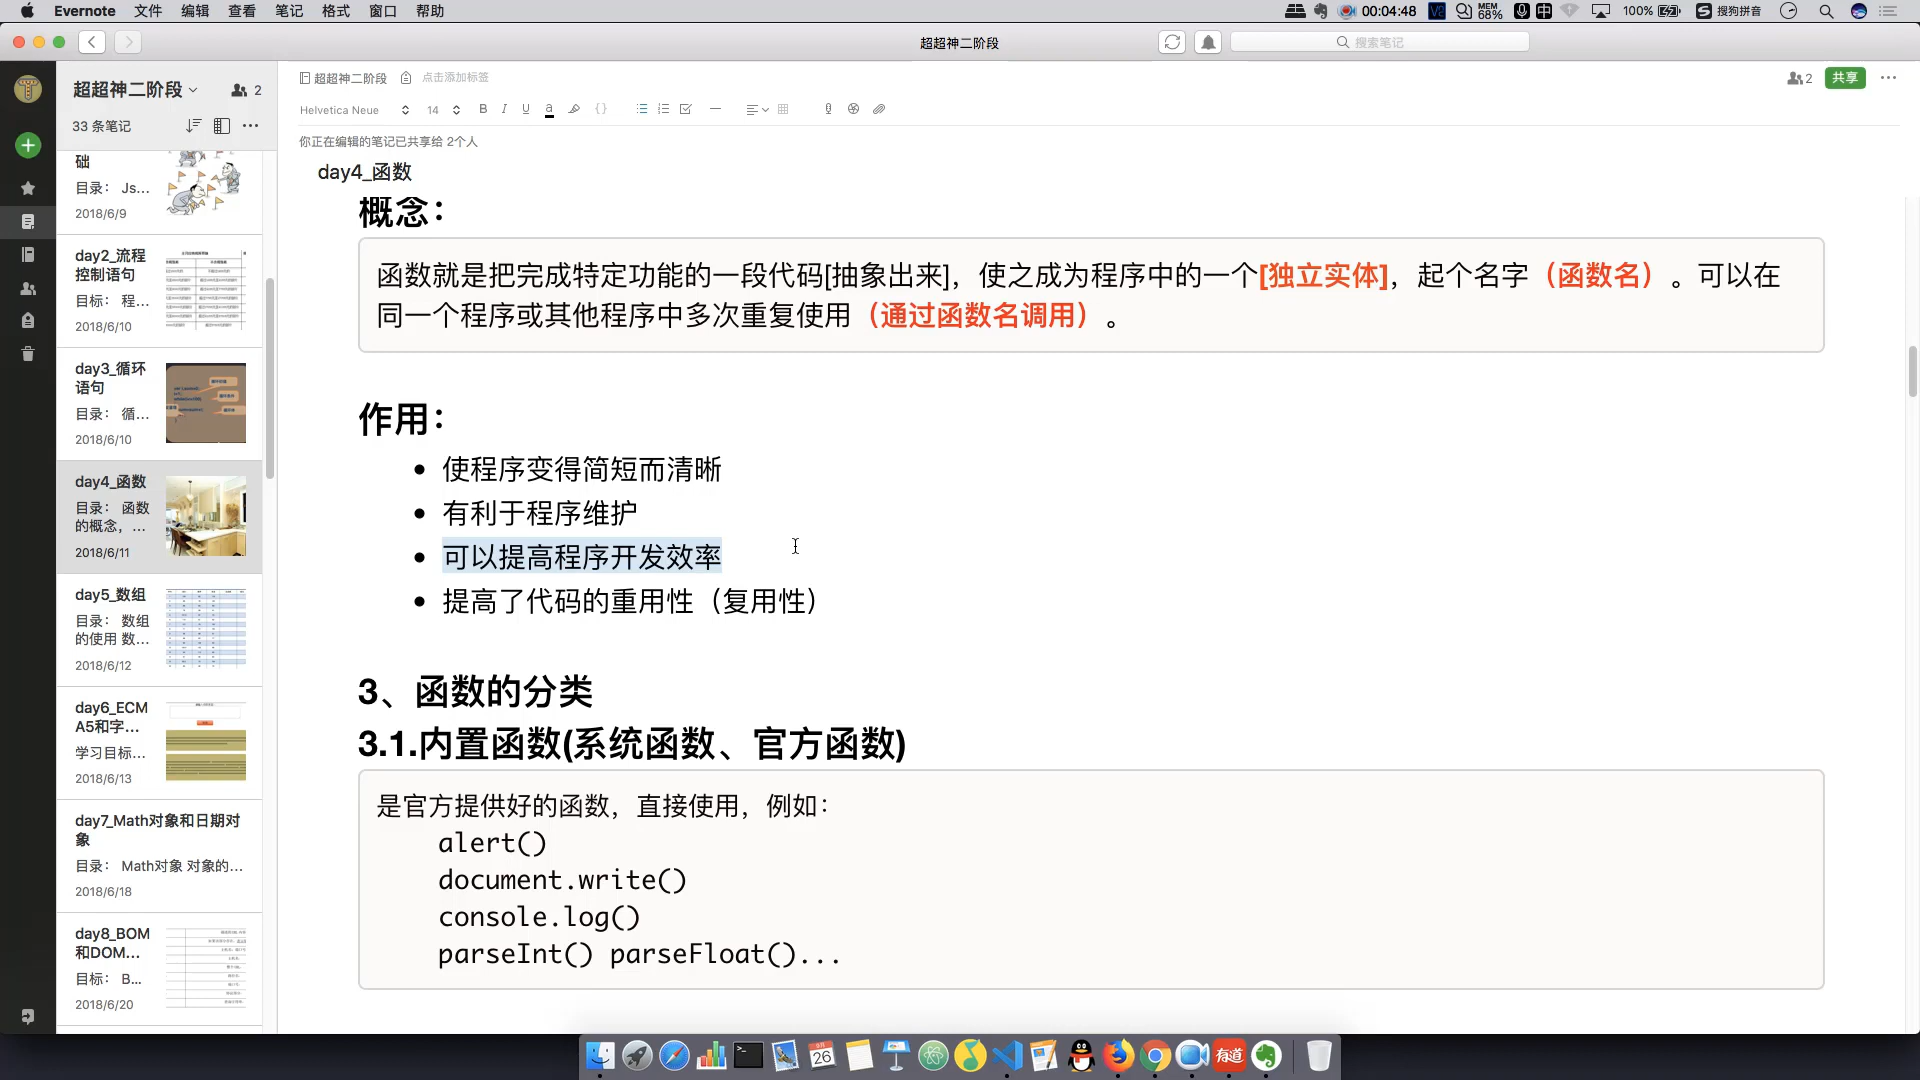 Evernote 文件 编辑 查看 笔记 格式 窗口 帮助
00:04:48 MEM 68% 中 100% 搜狗拼音
超超神二阶段
搜索笔记
超超神二阶段 2
33 条笔记
础
目录： Js...
2018/6/9
day2_流程
控制语句
目标： 程...
2018/6/10
day3_循环
语句
目录： 循...
2018/6/10
day4_函数
目录： 函数
的概念，...
2018/6/11
day5_数组
目录： 数组
的使用 数...
2018/6/12
day6_ECM
A5和字...
学习目标...
2018/6/13
day7_Math对象和日期对
象
目录： Math对象 对象的...
2018/6/18
day8_BOM
和DOM...
目标： B...
2018/6/20
超超神二阶段 点击添加标签
2 共享
Helvetica Neue 14 B I U a {}
你正在编辑的笔记已共享给 2个人
day4_函数
概念：
函数就是把完成特定功能的一段代码[抽象出来]，使之成为程序中的一个[独立实体]，起个名字（函数名）。可以在
同一个程序或其他程序中多次重复使用（通过函数名调用）。
作用：
使程序变得简短而清晰
有利于程序维护
可以提高程序开发效率
提高了代码的重用性（复用性）
3、函数的分类
3.1.内置函数(系统函数、官方函数)
是官方提供好的函数，直接使用，例如：
alert()
document.write()
console.log()
parseInt() parseFloat()...
26
有道